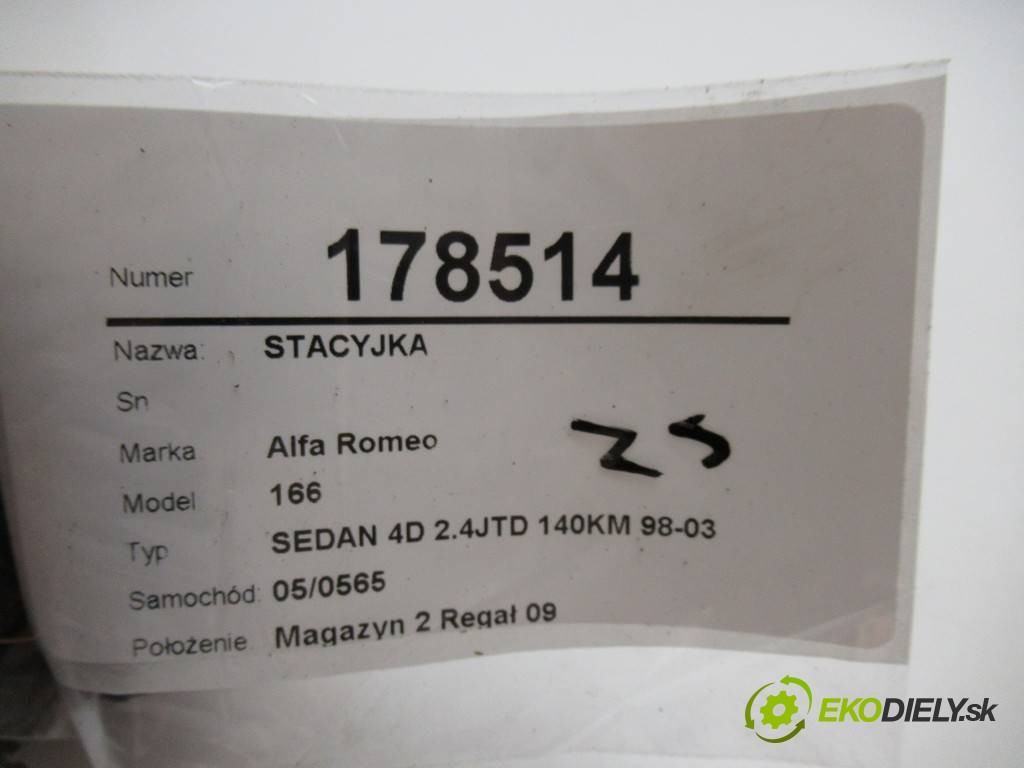 Numer 178514
Nazwa: STACYJKA
Sn
Marka Alfa Romeo
Model 166
Typ SEDAN 4D 2.4JTD 140KM 98-03
Samochód: 05/0565
Położenie Magazyn 2 Regał 09
ZS
EKODIELY.sk